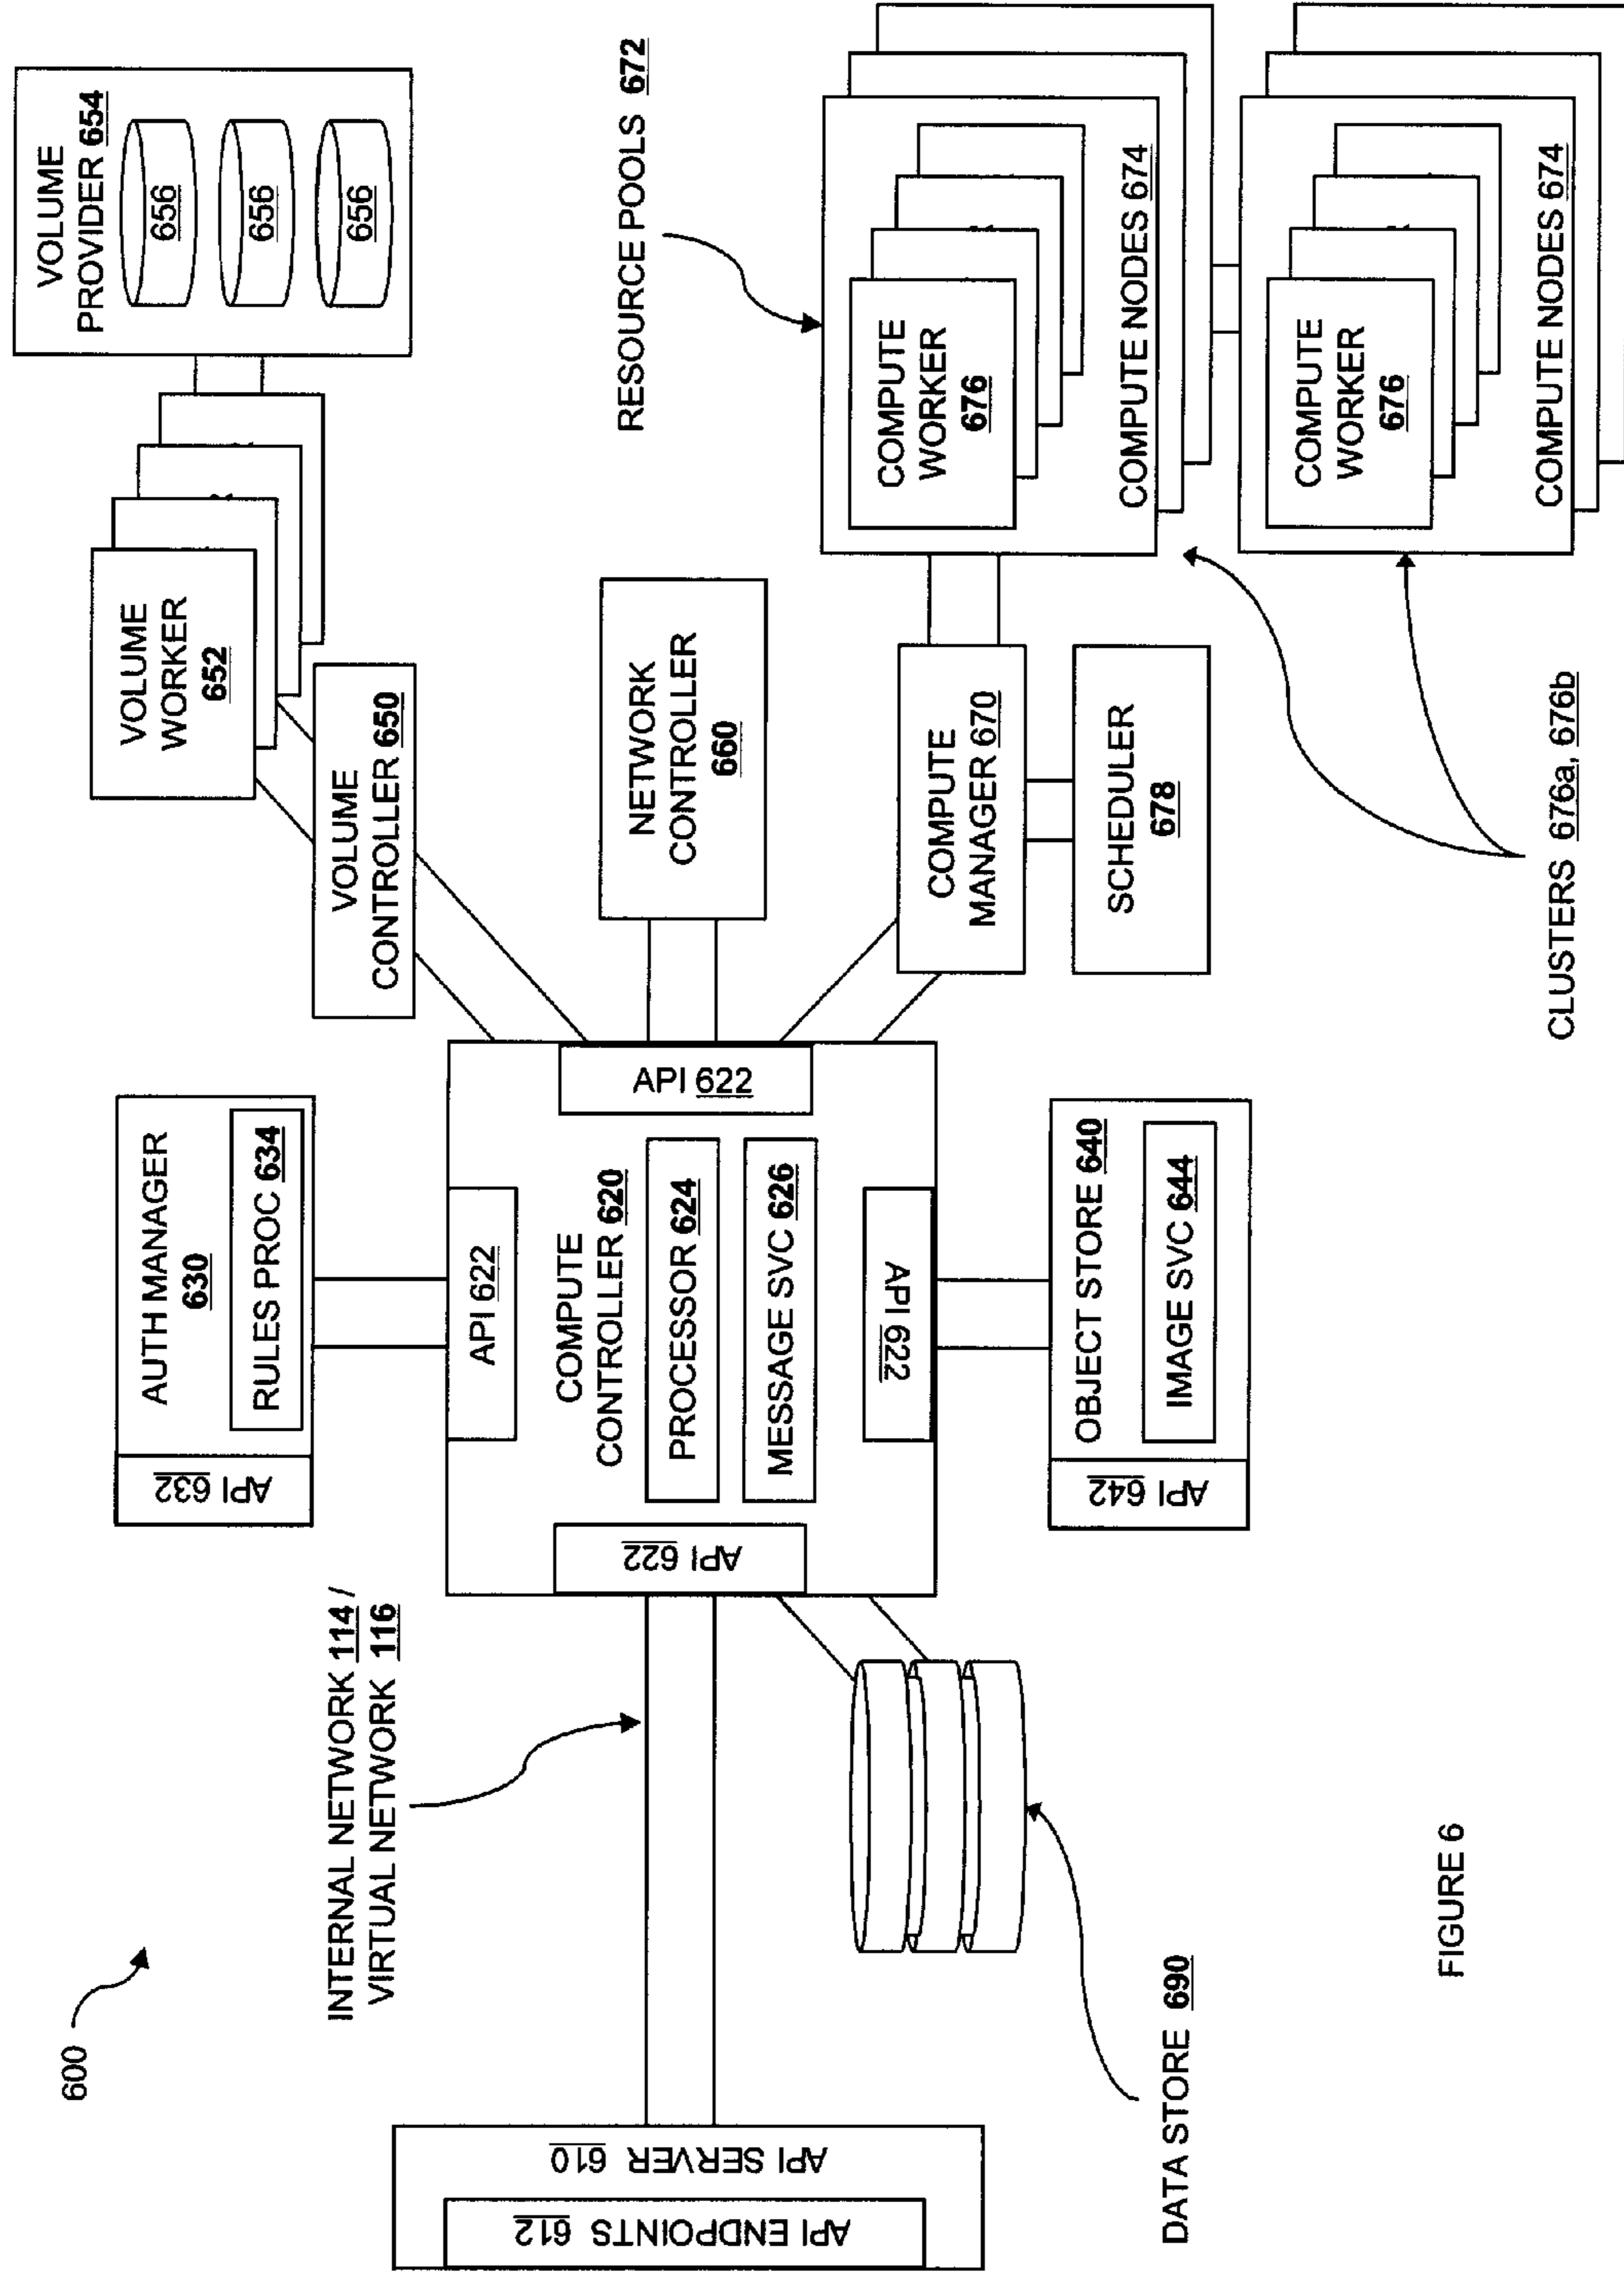 600
INTERNAL NETWORK 114 /
VIRTUAL NETWORK 116
API SERVER 610
API ENDPOINTS 612
DATA STORE 690
AUTH MANAGER
630
RULES PROC 634
API 632
API 622
API 622
COMPUTE
CONTROLLER 620
PROCESSOR 624
MESSAGE SVC 626
API 622
API 622
OBJECT STORE 640
IMAGE SVC 644
API 642
VOLUME
CONTROLLER 650
VOLUME
WORKER
652
VOLUME
PROVIDER 654
656
656
656
NETWORK
CONTROLLER
660
COMPUTE
MANAGER 670
SCHEDULER
678
RESOURCE POOLS 672
COMPUTE
WORKER
676
COMPUTE NODES 674
COMPUTE
WORKER
676
COMPUTE NODES 674
CLUSTERS 676a, 676b
FIGURE 6